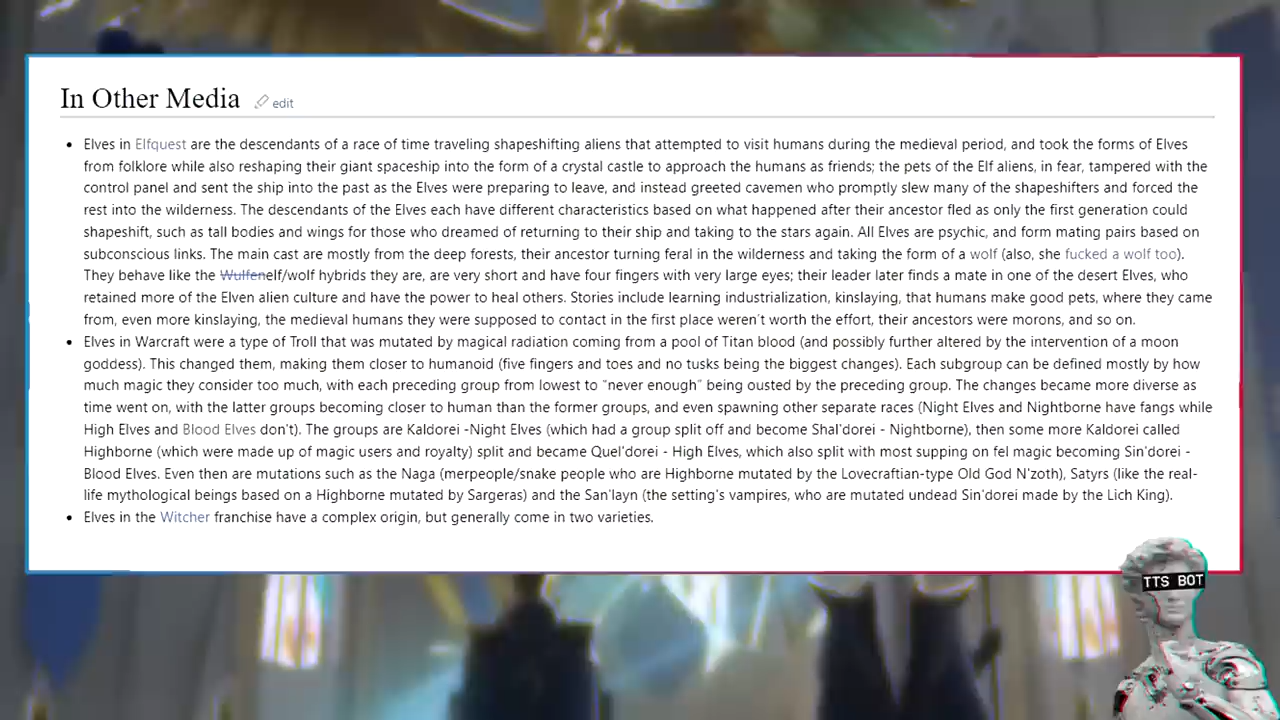 In Other Media edit
Elves in Elfquest are the descendants of a race of time traveling shapeshifting aliens that attempted to visit humans during the medieval period, and took the forms of Elves
from folklore while also reshaping their giant spaceship into the form of a crystal castle to approach the humans as friends; the pets of the Elf aliens, in fear, tampered with the
control panel and sent the ship into the past as the Elves were preparing to leave, and instead greeted cavemen who promptly slew many of the shapeshifters and forced the
rest into the wilderness. The descendants of the Elves each have different characteristics based on what happened after their ancestor fled as only the first generation could
shapeshift, such as tall bodies and wings for those who dreamed of returning to their ship and taking to the stars again. All Elves are psychic, and form mating pairs based on
subconscious links. The main cast are mostly from the deep forests, their ancestor turning feral in the wilderness and taking the form of a wolf (also, she fucked a wolf too).
They behave like the Wulfenelf/wolf hybrids they are, are very short and have four fingers with very large eyes; their leader later finds a mate in one of the desert Elves, who
retained more of the Elven alien culture and have the power to heal others. Stories include learning industrialization, kinslaying, that humans make good pets, where they came
from, even more kinslaying, the medieval humans they were supposed to contact in the first place weren't worth the effort, their ancestors were morons, and so on.
Elves in Warcraft were a type of Troll that was mutated by magical radiation coming from a pool of Titan blood (and possibly further altered by the intervention of a moon
goddess). This changed them, making them closer to humanoid (five fingers and toes and no tusks being the biggest changes). Each subgroup can be defined mostly by how
much magic they consider too much, with each preceding group from lowest to "never enough" being ousted by the preceding group. The changes became more diverse as
time went on, with the latter groups becoming closer to human than the former groups, and even spawning other separate races (Night Elves and Nightborne have fangs while
High Elves and Blood Elves don't). The groups are Kaldorei -Night Elves (which had a group split off and become Shal'dorei - Nightborne), then some more Kaldorei called
Highborne (which were made up of magic users and royalty) split and became Quel'dorei - High Elves, which also split with most supping on fel magic becoming Sin'dorei -
Blood Elves. Even then are mutations such as the Naga (merpeople/snake people who are Highborne mutated by the Lovecraftian-type Old God N'zoth), Satyrs (like the real-
life mythological beings based on a Highborne mutated by Sargeras) and the San'layn (the setting's vampires, who are mutated undead Sin'dorei made by the Lich King).
Elves in the Witcher franchise have a complex origin, but generally come in two varieties.
TTS BOT